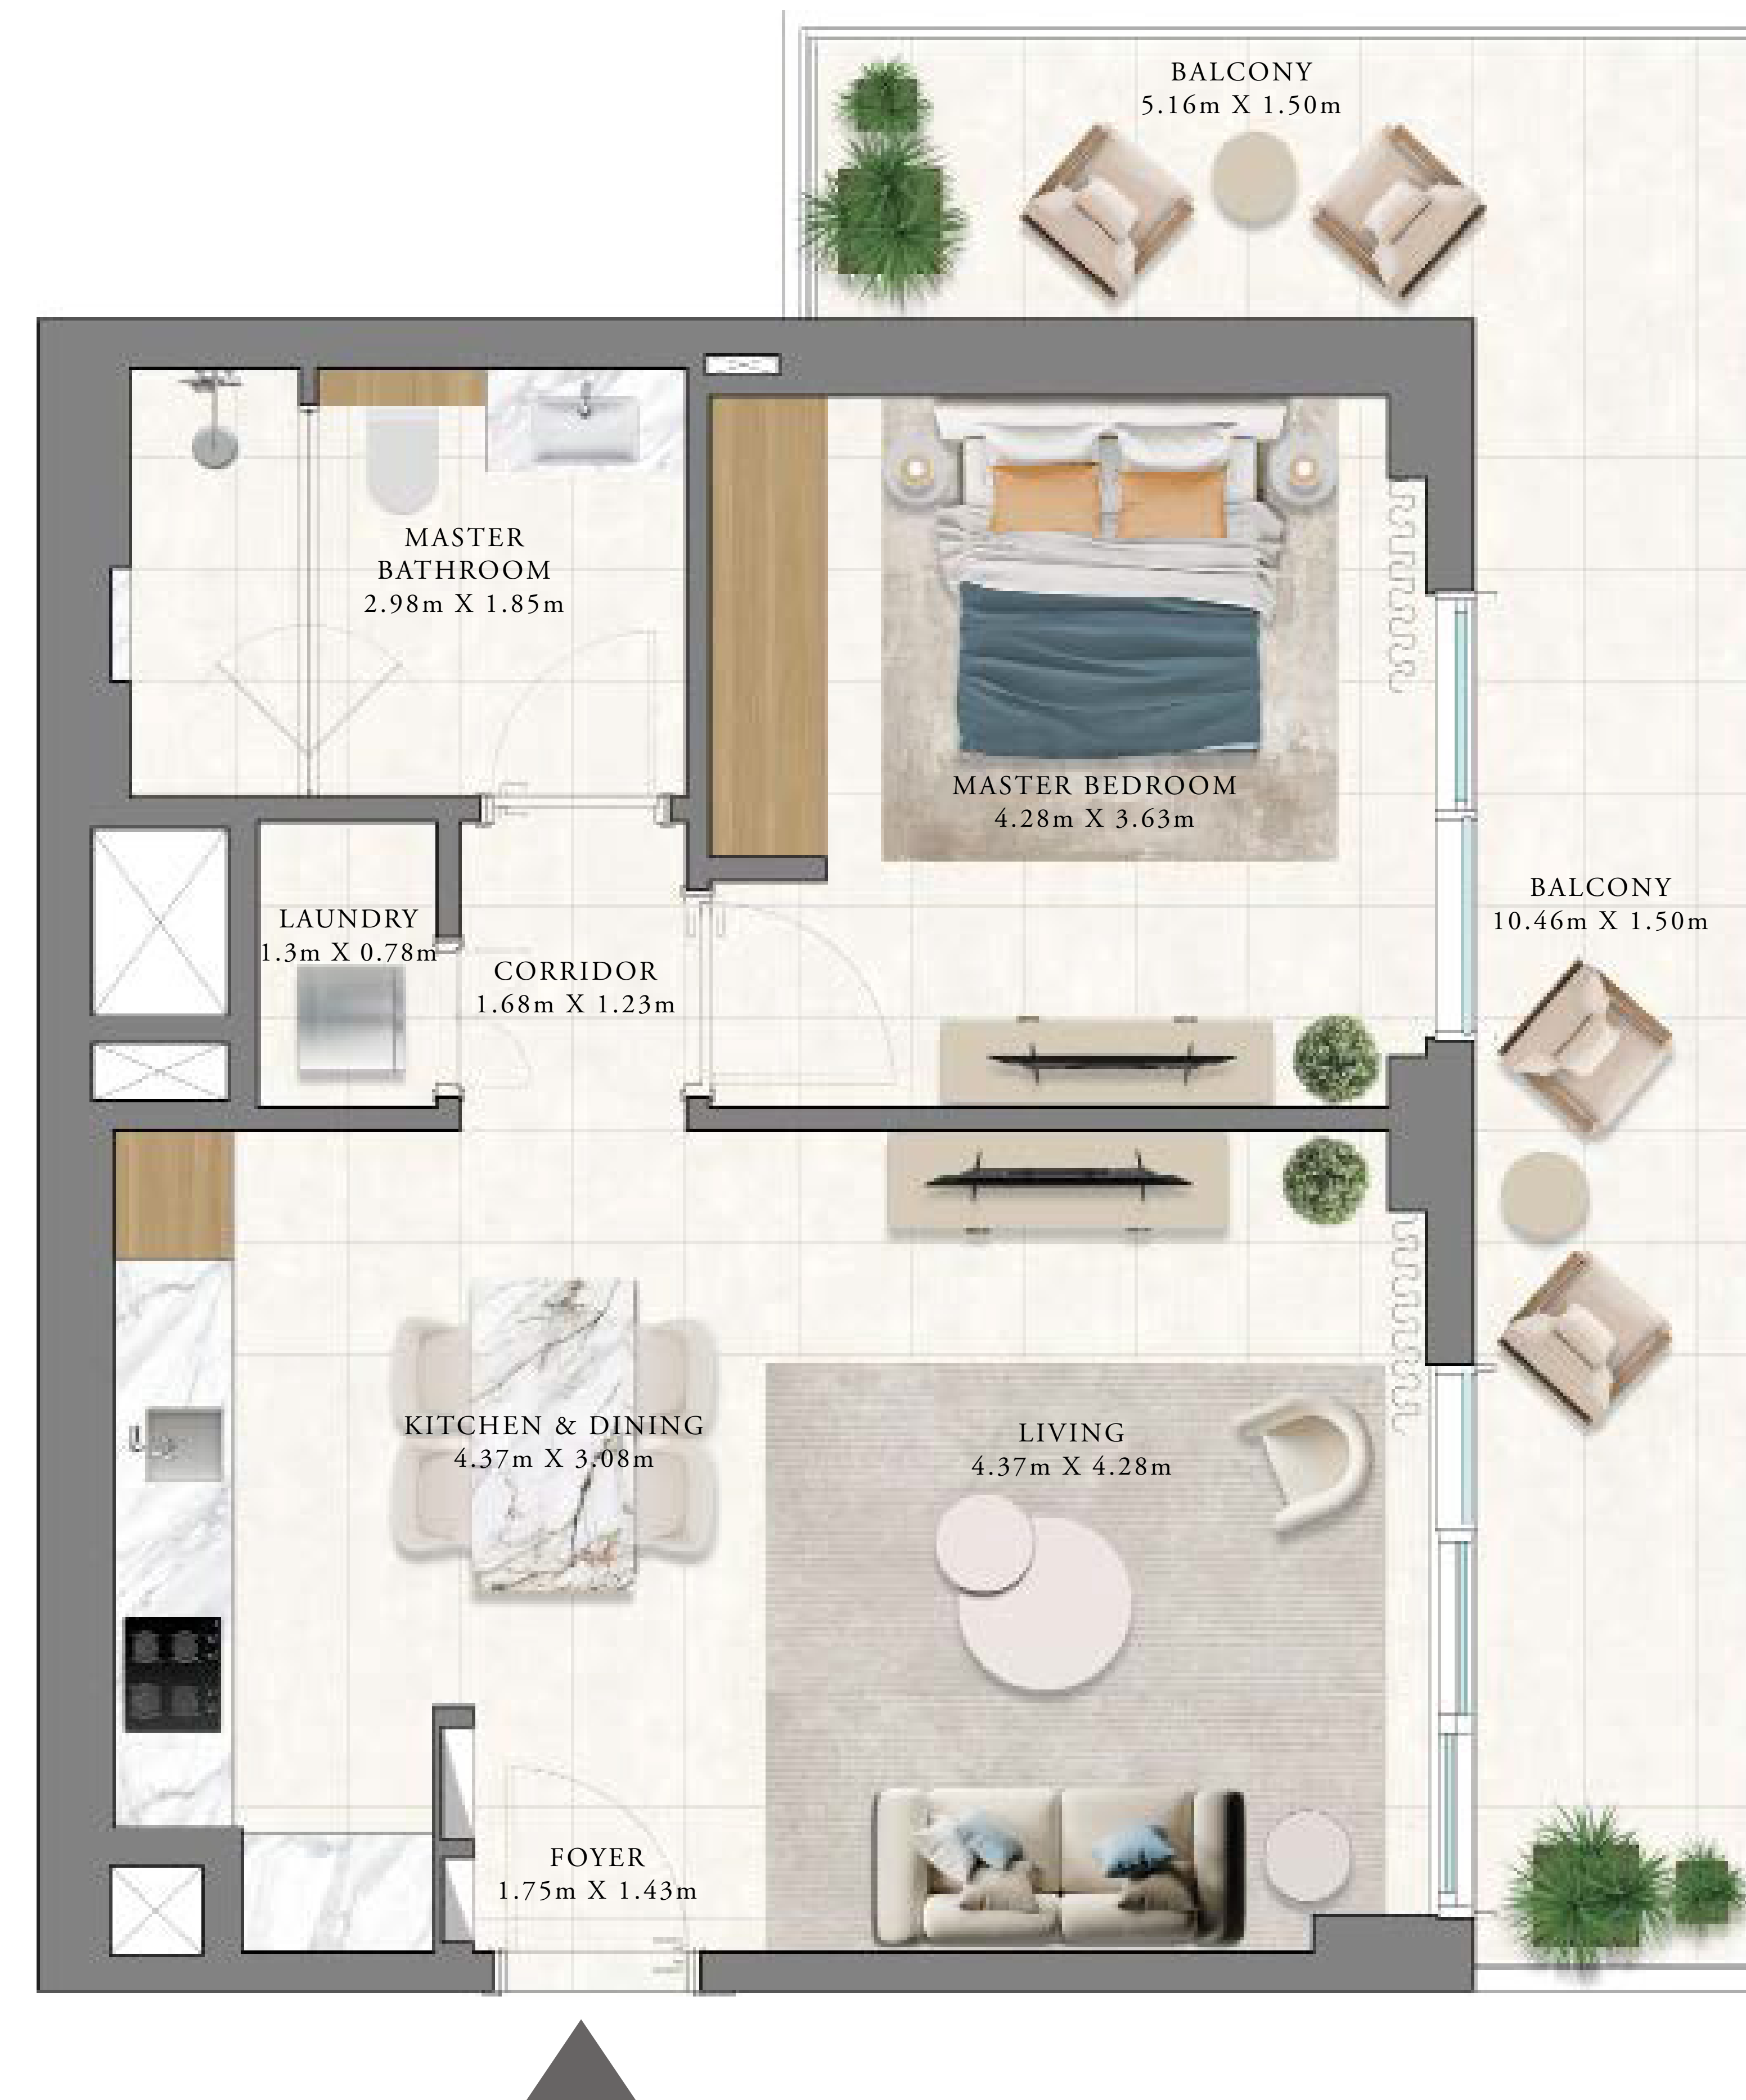 BALCONY
5.16m X 1.50m
MASTER
BATHROOM
2.98m X 1.85m
MASTER BEDROOM
4.28m X 3.63m
BALCONY
10.46m X 1.50m
LAUNDRY
1.3m X 0.78m
CORRIDOR
1.68m X 1.23m
KITCHEN & DINING
4.37m X 3.08m
LIVING
4.37m X 4.28m
FOYER
1.75m X 1.43m